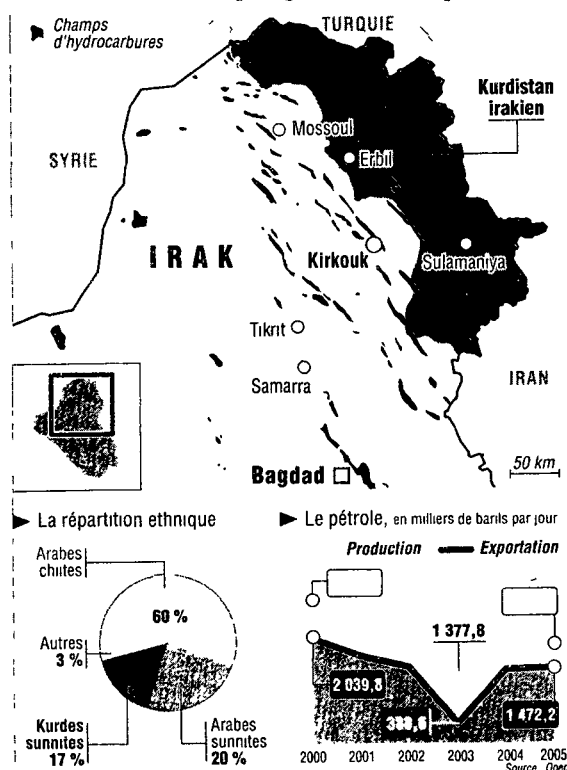 Champs
d'hydrocarbures
TURQUIE
Kurdistan
irakien
Mossoul
Erbil
SYRIE
IRAK
Kirkouk
Sulamaniya
Tikrit
Samarra
IRAN
Bagdad
50 km
► La répartition ethnique
Arabes
chiites
60 %
Autres
3 %
Kurdes
sunnites
17 %
Arabes
sunnites
20 %
► Le pétrole, en milliers de barils par jour
Production Exportation
1 377,8
2 039,8
1 472,2
2000 2001 2002 2003 2004 2005
Source